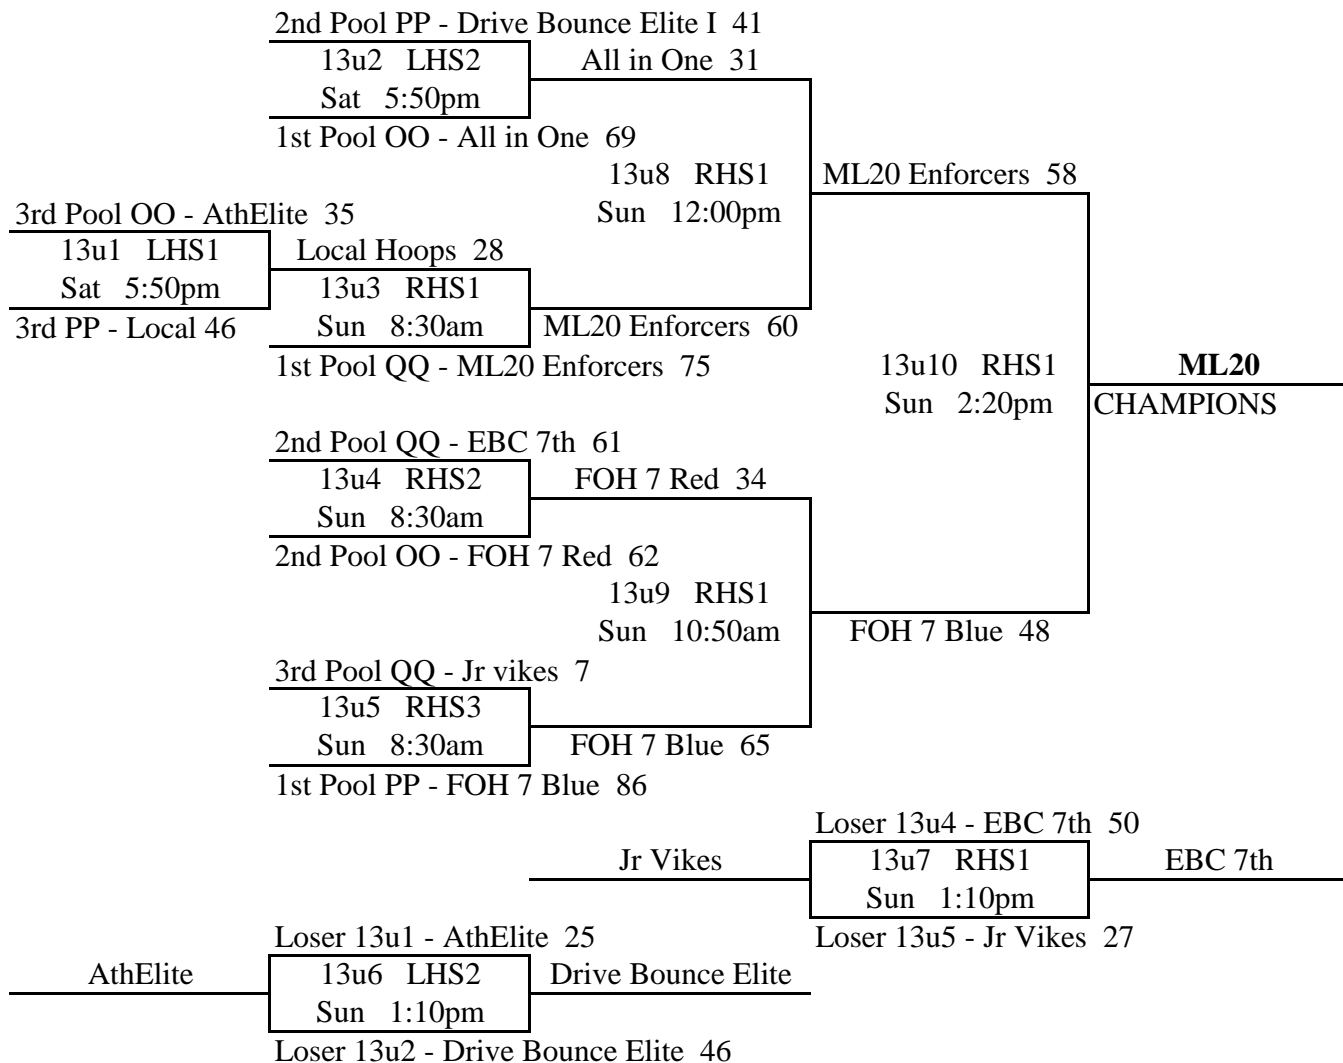 2nd Pool PP - Drive Bounce Elite I  41
13u2   LHS2
Sat   5:50pm
All in One  31
1st Pool OO - All in One  69
13u8   RHS1
Sun   12:00pm
ML20 Enforcers  58
3rd Pool OO - AthElite  35
13u1   LHS1
Sat   5:50pm
3rd PP - Local 46
Local Hoops  28
13u3   RHS1
Sun   8:30am
ML20 Enforcers  60
1st Pool QQ - ML20 Enforcers  75
13u10   RHS1
Sun   2:20pm
ML20
CHAMPIONS
2nd Pool QQ - EBC 7th  61
13u4   RHS2
Sun   8:30am
FOH 7 Red  34
2nd Pool OO - FOH 7 Red  62
13u9   RHS1
Sun   10:50am
FOH 7 Blue  48
3rd Pool QQ - Jr vikes  7
13u5   RHS3
Sun   8:30am
FOH 7 Blue  65
1st Pool PP - FOH 7 Blue  86
Loser 13u4 - EBC 7th  50
Jr Vikes
13u7   RHS1
Sun   1:10pm
EBC 7th
Loser 13u5 - Jr Vikes  27
Loser 13u1 - AthElite  25
AthElite
13u6   LHS2
Sun   1:10pm
Drive Bounce Elite
Loser 13u2 - Drive Bounce Elite  46